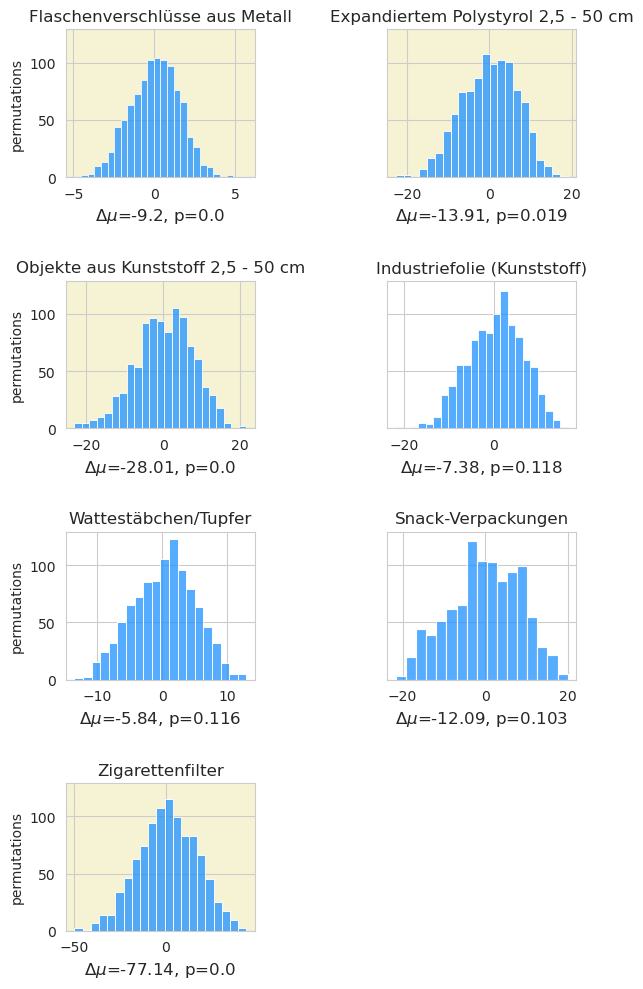 Flaschenverschlüsse aus Metall
Expandiertem Polystyrol 2,5 - 50 cm
permutations
100
50
0
−5 0 5
−20 0 20
Δμ=-9.2, p=0.0
Δμ=-13.91, p=0.019
Objekte aus Kunststoff 2,5 - 50 cm
Industriefolie (Kunststoff)
permutations
100
50
0
−20 0 20
−20 0
Δμ=-28.01, p=0.0
Δμ=-7.38, p=0.118
Wattestäbchen/Tupfer
Snack-Verpackungen
permutations
100
50
0
−10 0 10
−20 0 20
Δμ=-5.84, p=0.116
Δμ=-12.09, p=0.103
Zigarettenfilter
permutations
100
50
0
−50 0
Δμ=-77.14, p=0.0